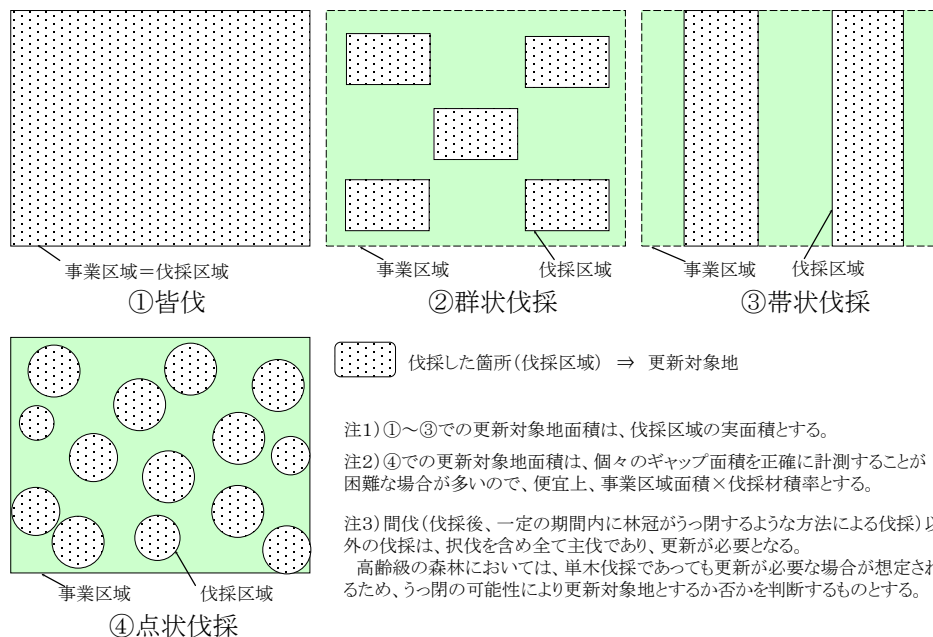 事業区域＝伐採区域
①皆伐
事業区域
伐採区域
②群状伐採
事業区域
伐採区域
③帯状伐採
伐採した箇所（伐採区域） ⇒ 更新対象地
注1）①～③での更新対象地面積は、伐採区域の実面積とする。
注2）④での更新対象地面積は、個々のギャップ面積を正確に計測することが
困難な場合が多いので、便宜上、事業区域面積×伐採材積率とする。
注3）間伐（伐採後、一定の期間内に林冠がうっ閉するような方法による伐採）以
外の伐採は、択伐を含め全て主伐であり、更新が必要となる。
高齢級の森林においては、単木伐採であっても更新が必要な場合が想定され
るため、うっ閉の可能性により更新対象地とするか否かを判断するものとする。
事業区域
伐採区域
④点状伐採